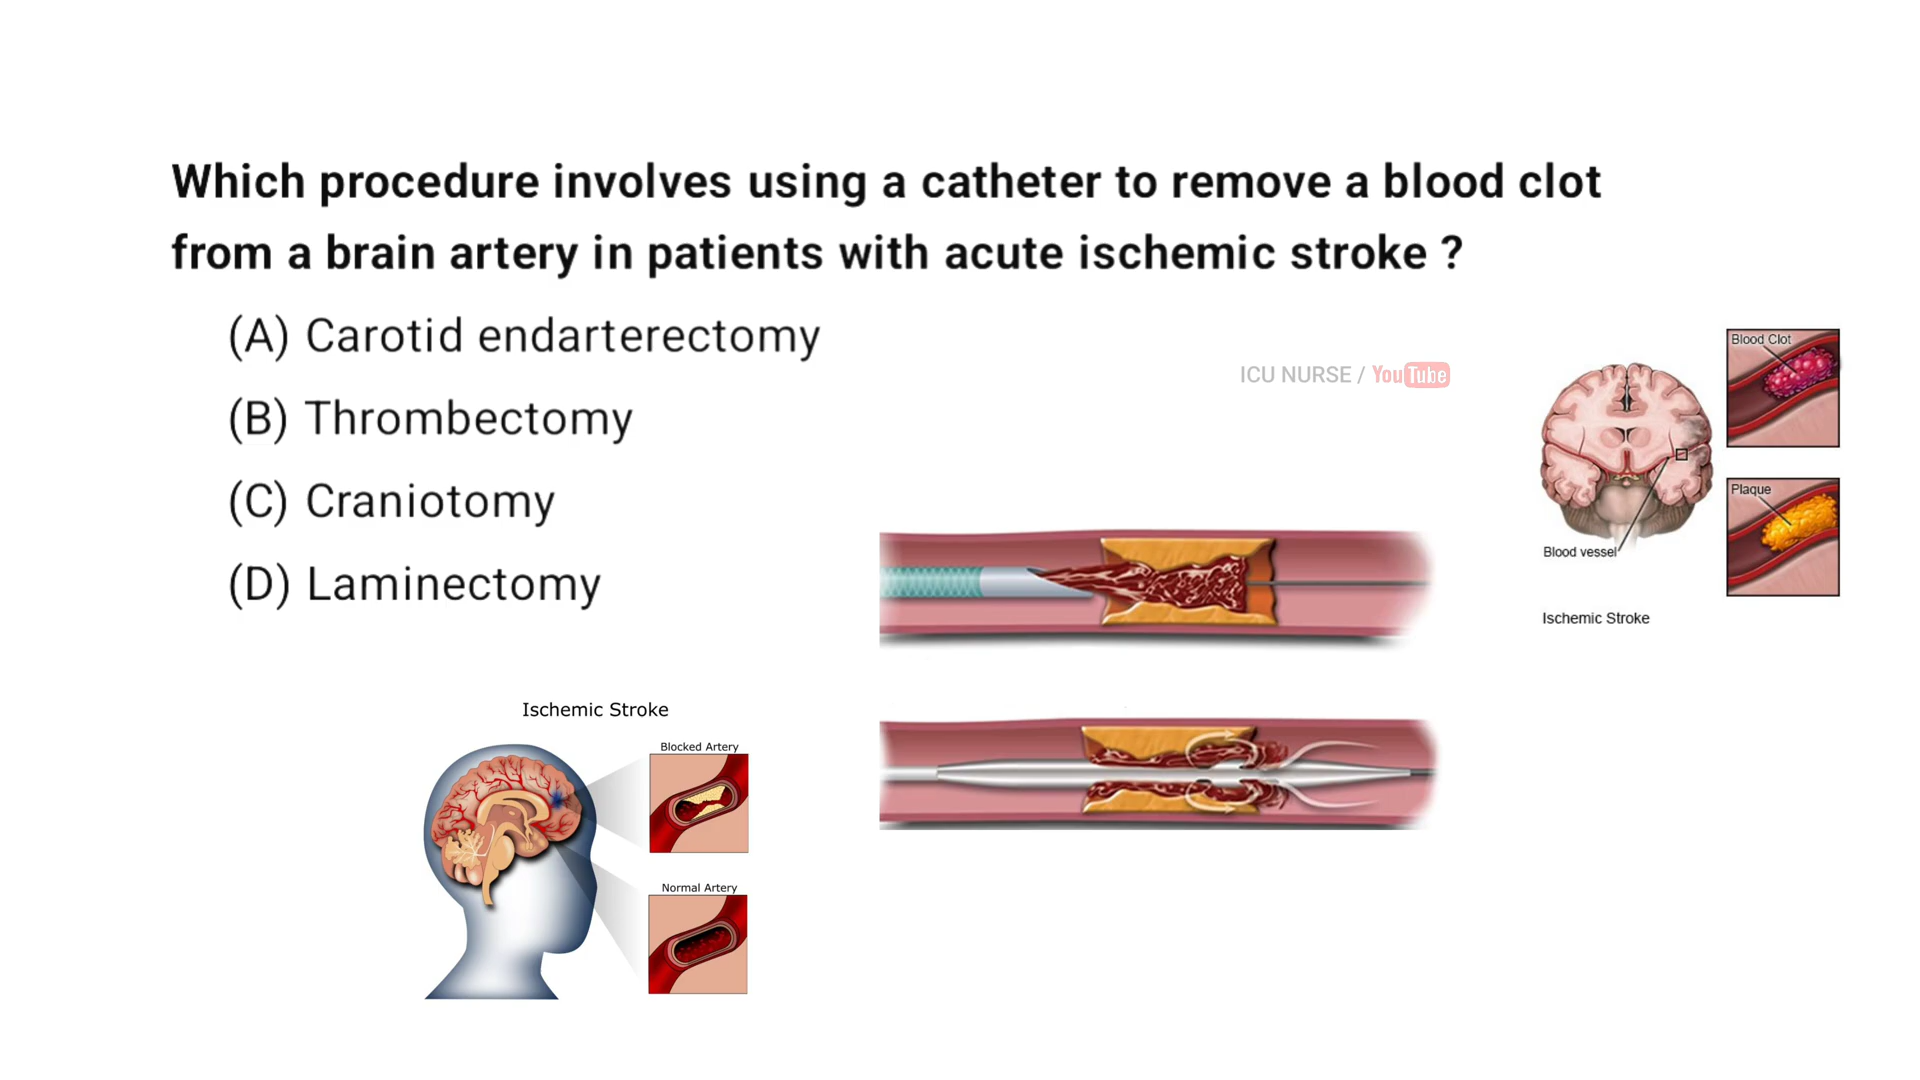 Which procedure involves using a catheter to remove a blood clot
from a brain artery in patients with acute ischemic stroke ?
(A) Carotid endarterectomy
(B) Thrombectomy
(C) Craniotomy
(D) Laminectomy
ICU NURSE / YouTube
Blood Clot
Plaque
Blood vessel
Ischemic Stroke
Ischemic Stroke
Blocked Artery
Normal Artery